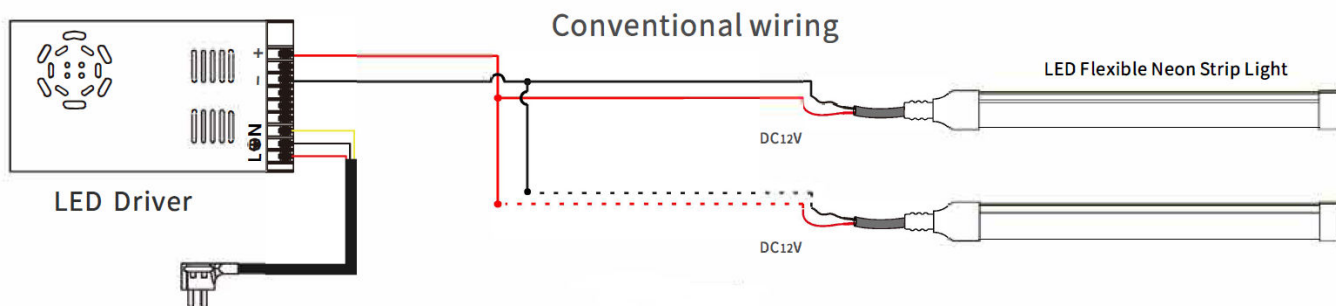 Conventional wiring
+
−
LED Flexible Neon Strip Light
DC12V
L⏚N
LED Driver
DC12V